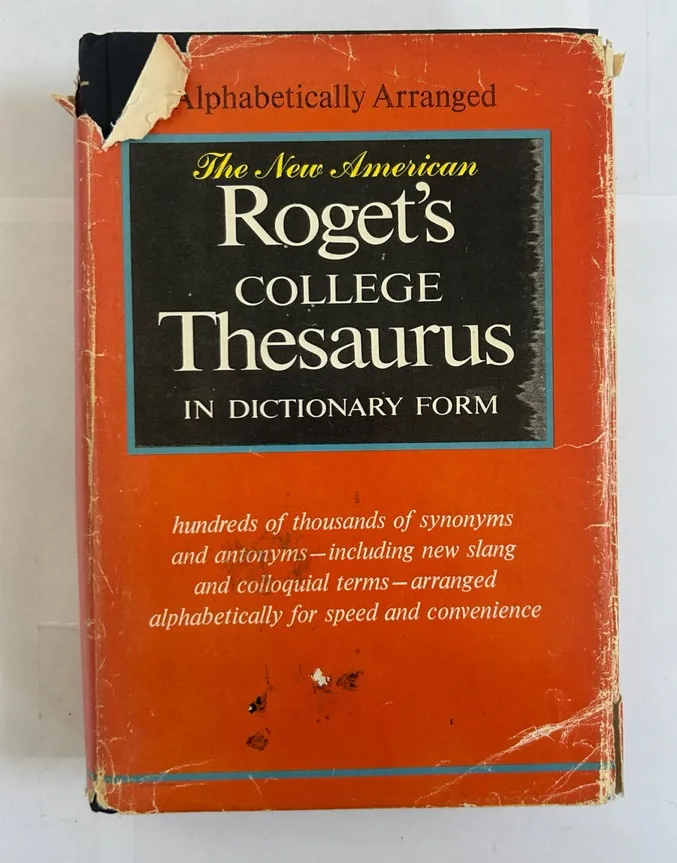 Alphabetically Arranged
The New American
Roget's
COLLEGE
Thesaurus
IN DICTIONARY FORM
hundreds of thousands of synonyms
and antonyms—including new slang
and colloquial terms—arranged
alphabetically for speed and convenience